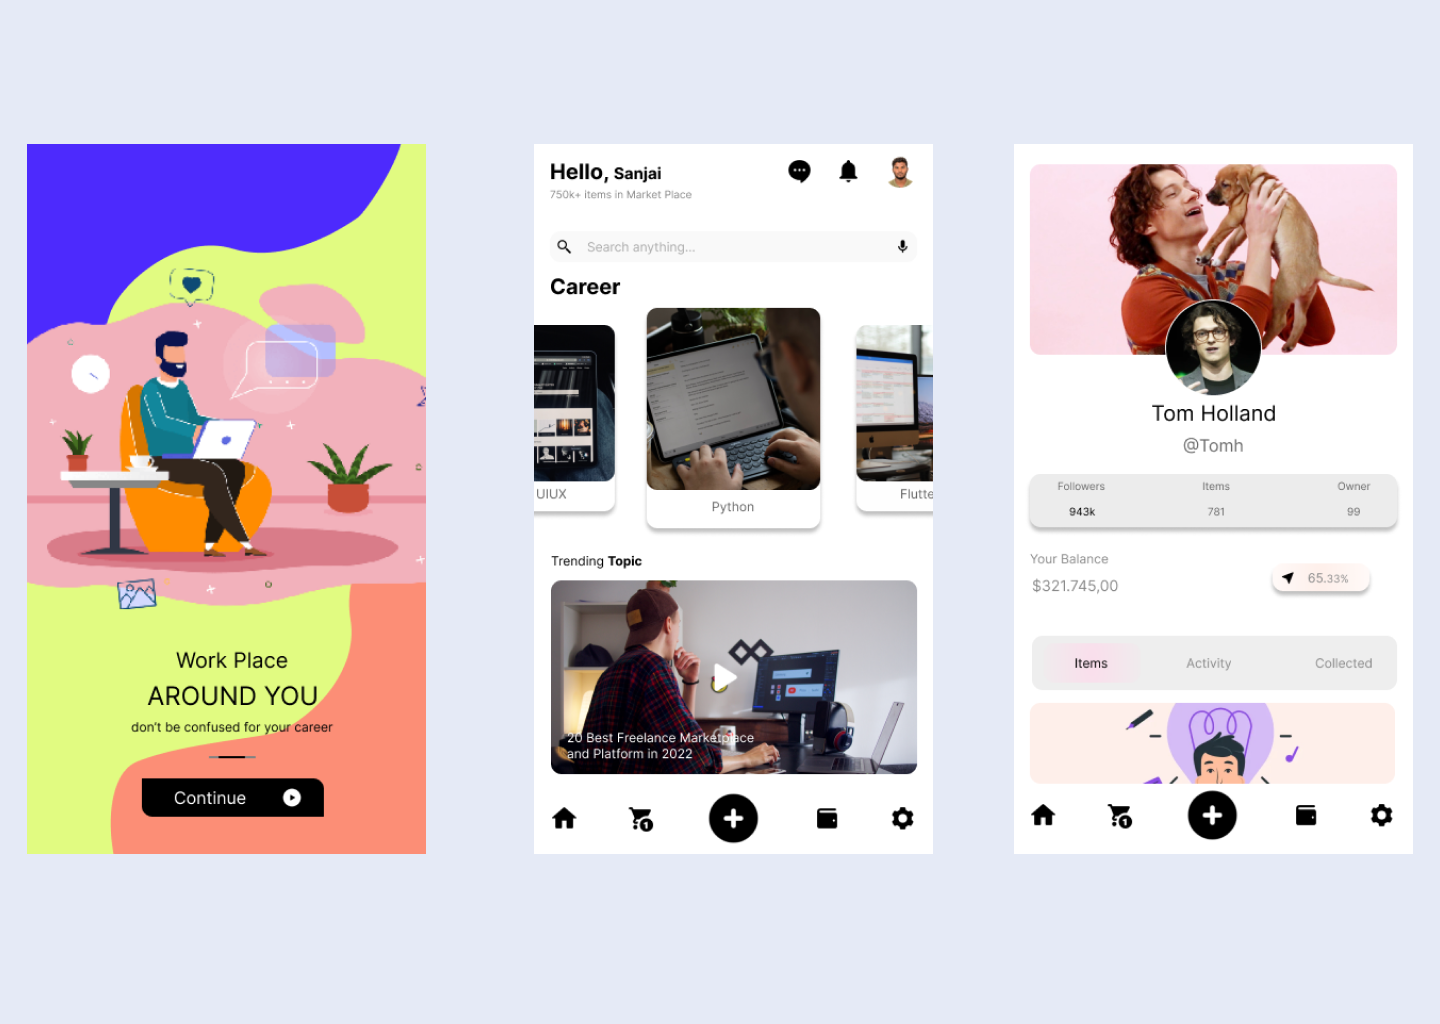 Work Place
AROUND YOU
don't be confused for your career
Continue
Hello, Sanjai
750k+ items in Market Place
Search anything...
Career
UIUX
Python
Flutte
Trending Topic
20 Best Freelance Marketplace
and Platform in 2022
1
Tom Holland
@Tomh
Followers Items Owner
943k 781 99
Your Balance
$321.745,00
65.33%
Items Activity Collected
1